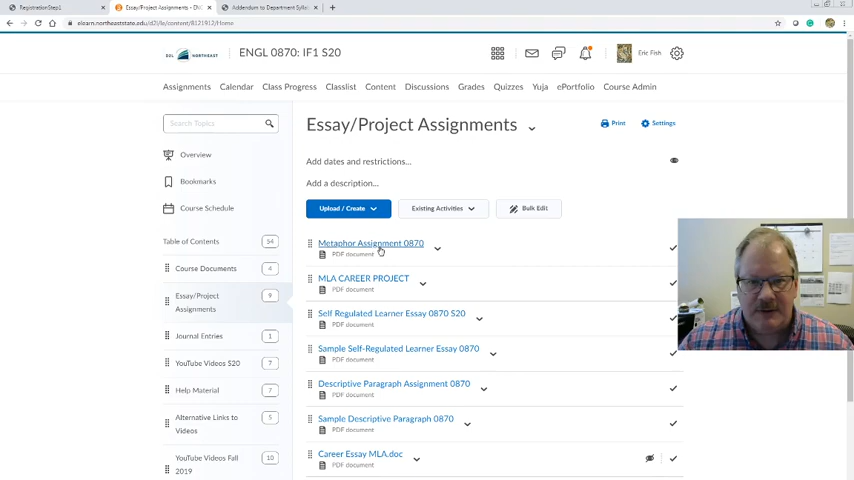 RegistrationStep1
Essay/Project Assignments - ENG
Addendum to Department Sylla
elearn.northeaststate.edu/d2l/le/content/8121912/Home
NORTHEAST
ENGL 0870: IF1 S20
Eric Fish
Assignments Calendar Class Progress Classlist Content Discussions Grades Quizzes Yuja ePortfolio Course Admin
Search Topics
Overview
Bookmarks
Course Schedule
Table of Contents 54
Course Documents 4
Essay/Project Assignments 9
Journal Entries 1
YouTube Videos S20 7
Help Material 7
Alternative Links to Videos 5
YouTube Videos Fall 2019 10
Essay/Project Assignments
Print
Settings
Add dates and restrictions...
Add a description...
Upload / Create
Existing Activities
Bulk Edit
Metaphor Assignment 0870
PDF document
MLA CAREER PROJECT
PDF document
Self Regulated Learner Essay 0870 S20
PDF document
Sample Self-Regulated Learner Essay 0870
PDF document
Descriptive Paragraph Assignment 0870
PDF document
Sample Descriptive Paragraph 0870
PDF document
Career Essay MLA.doc
PDF document